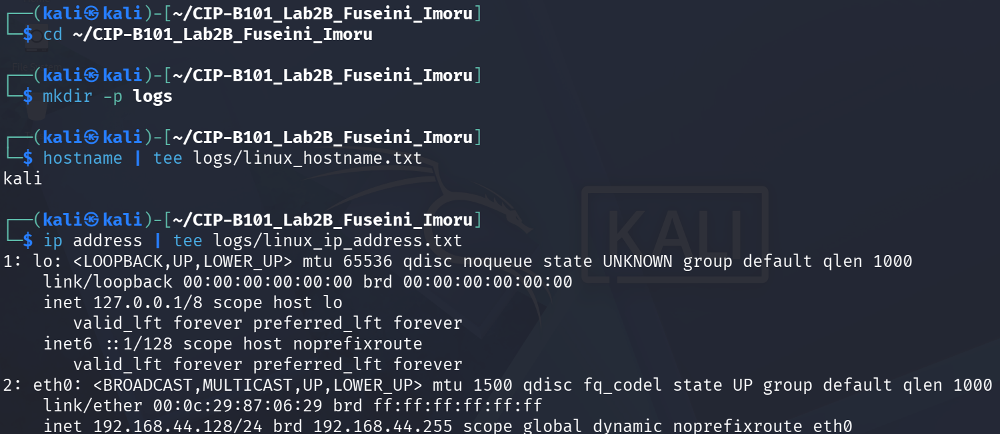 ┌──(kali㉿kali)-[~/CIP-B101_Lab2B_Fuseini_Imoru]
└─$ cd ~/CIP-B101_Lab2B_Fuseini_Imoru
┌──(kali㉿kali)-[~/CIP-B101_Lab2B_Fuseini_Imoru]
└─$ mkdir -p logs
┌──(kali㉿kali)-[~/CIP-B101_Lab2B_Fuseini_Imoru]
└─$ hostname | tee logs/linux_hostname.txt
kali
┌──(kali㉿kali)-[~/CIP-B101_Lab2B_Fuseini_Imoru]
└─$ ip address | tee logs/linux_ip_address.txt
1: lo: <LOOPBACK,UP,LOWER_UP> mtu 65536 qdisc noqueue state UNKNOWN group default qlen 1000
    link/loopback 00:00:00:00:00:00 brd 00:00:00:00:00:00
    inet 127.0.0.1/8 scope host lo
       valid_lft forever preferred_lft forever
    inet6 ::1/128 scope host noprefixroute
       valid_lft forever preferred_lft forever
2: eth0: <BROADCAST,MULTICAST,UP,LOWER_UP> mtu 1500 qdisc fq_codel state UP group default qlen 1000
    link/ether 00:0c:29:87:06:29 brd ff:ff:ff:ff:ff:ff
    inet 192.168.44.128/24 brd 192.168.44.255 scope global dynamic noprefixroute eth0
KALI